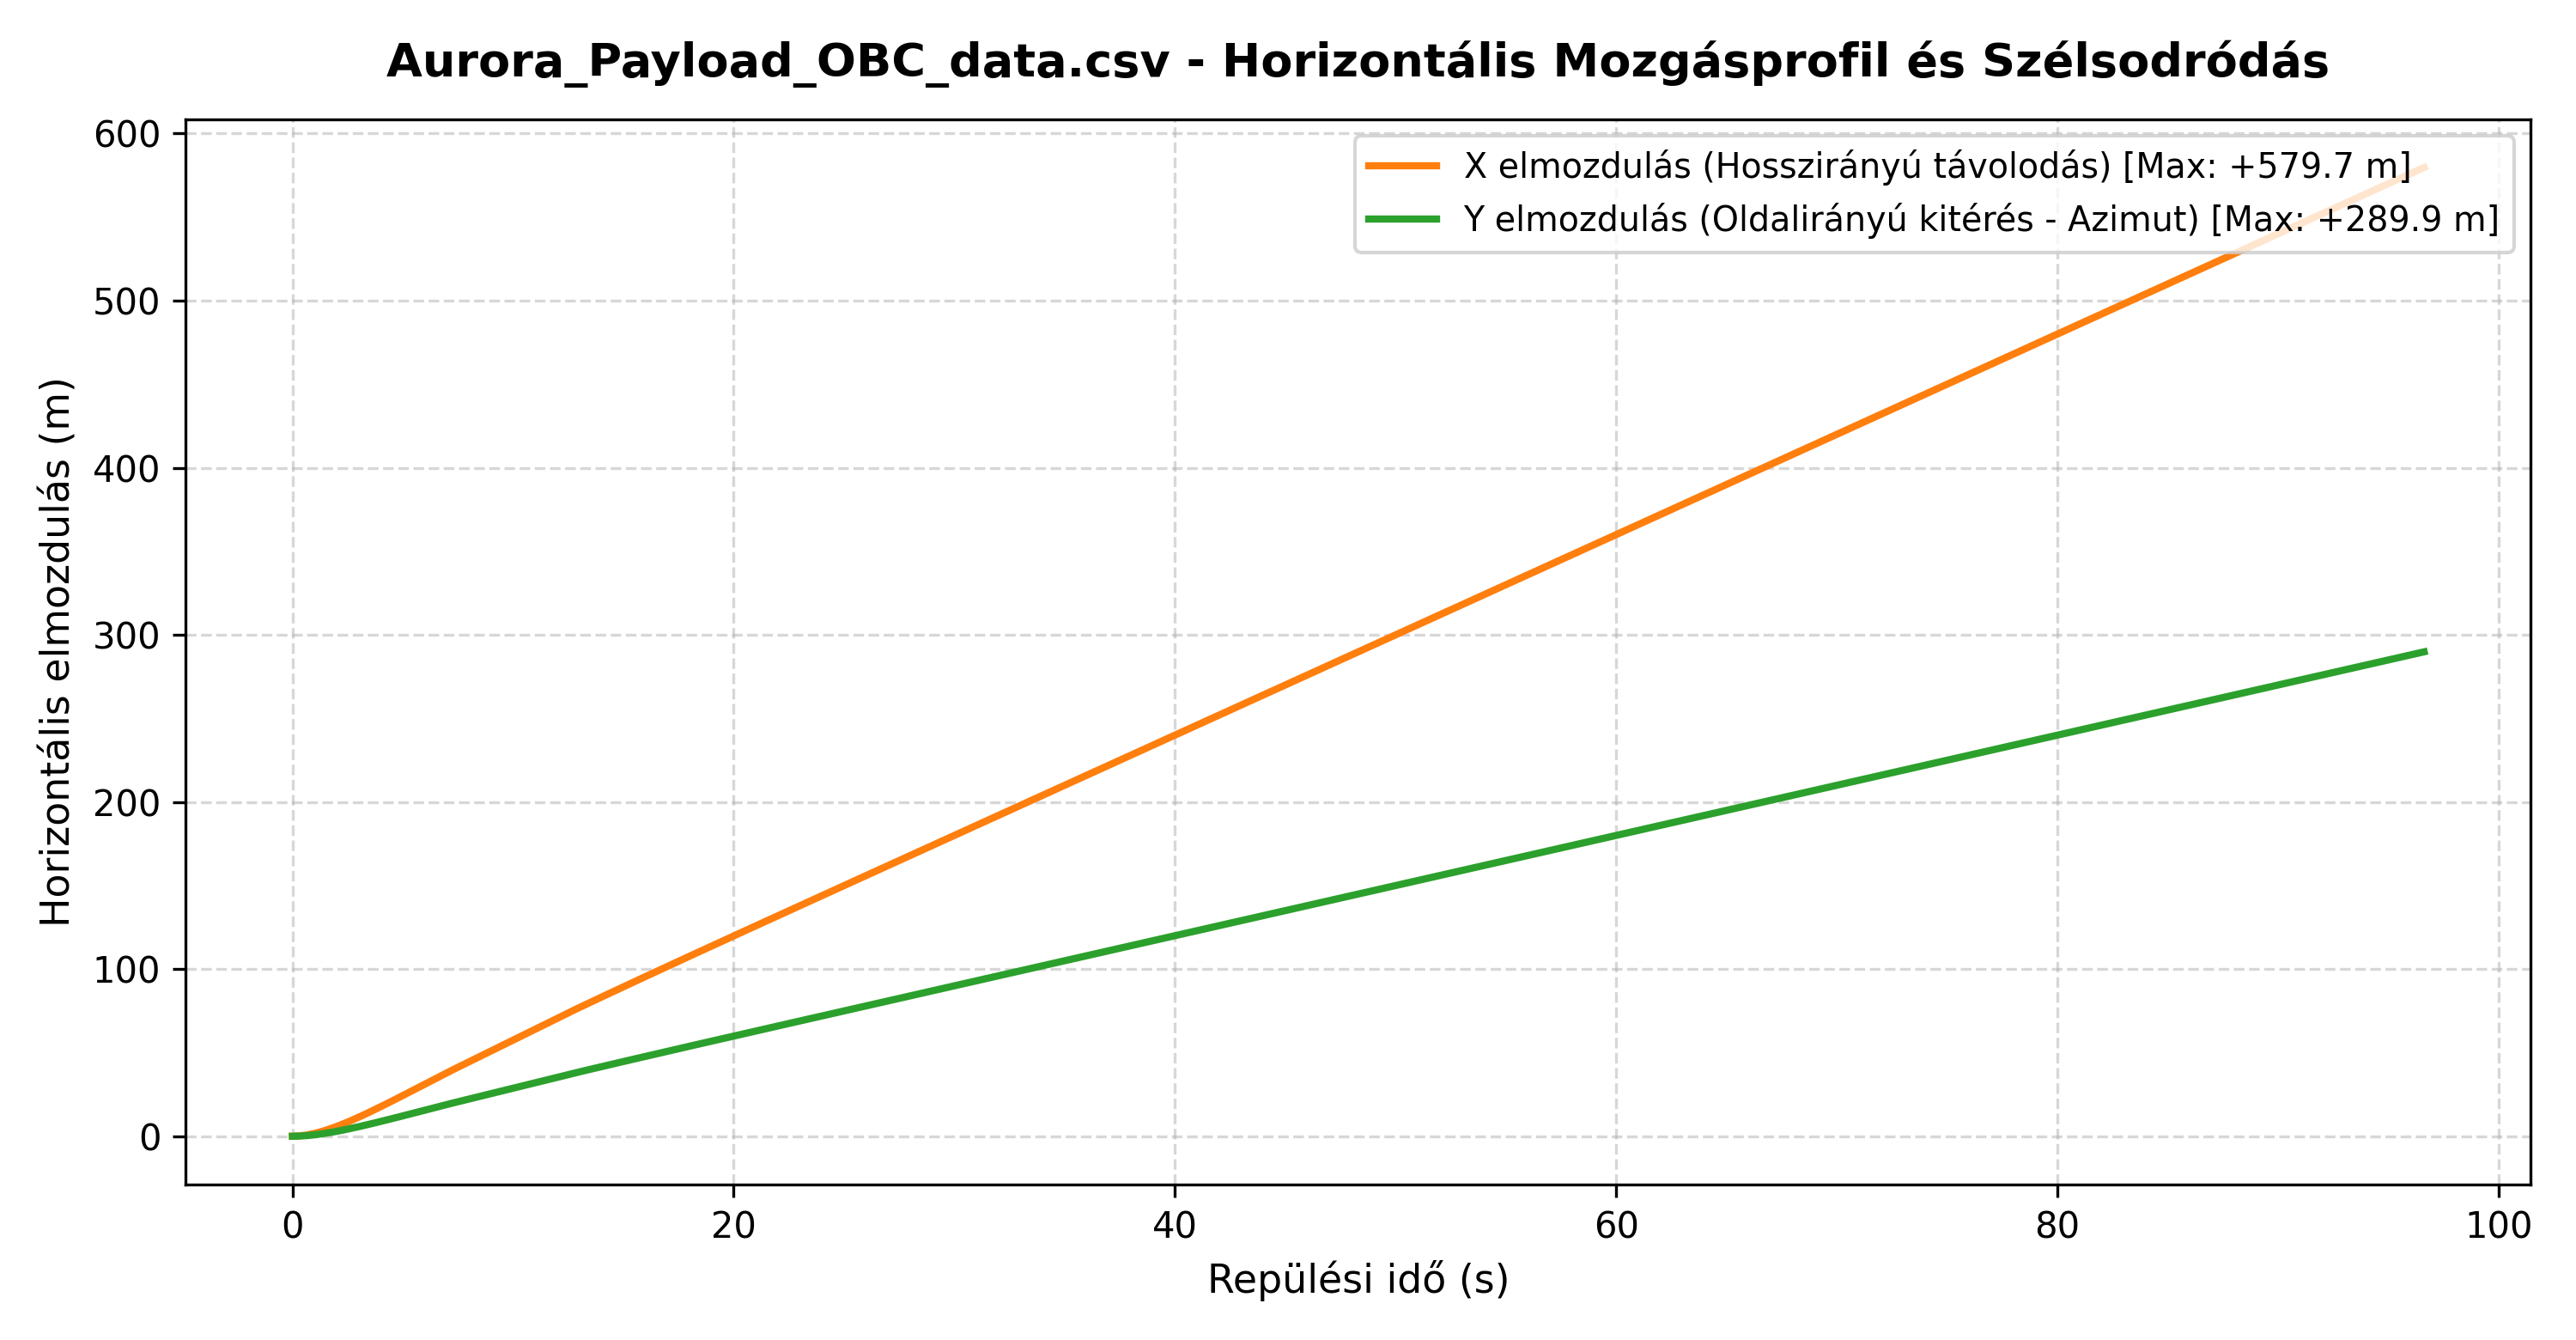 Aurora_Payload_OBC_data.csv - Horizontális Mozgásprofil és Szélsodródás
X elmozdulás (Hosszirányú távolodás) [Max: +579.7 m]
Y elmozdulás (Oldalirányú kitérés - Azimut) [Max: +289.9 m]
Horizontális elmozdulás (m)
600
500
400
300
200
100
0
0 20 40 60 80 100
Repülési idő (s)